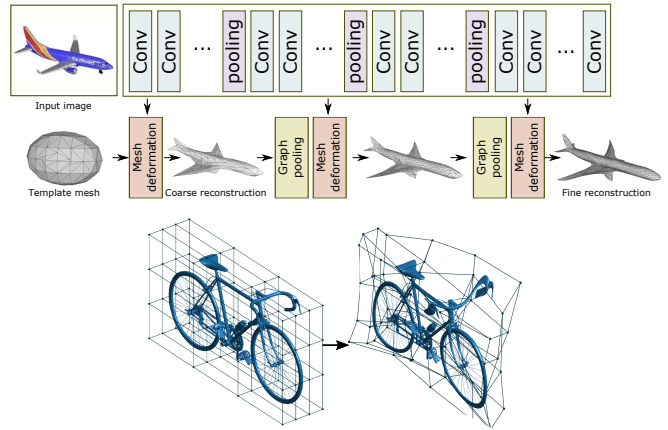 Conv
Conv
...
pooling
Conv
Conv
...
pooling
Conv
Conv
...
pooling
Conv
Conv
...
Conv
Input image
Mesh
deformation
Graph
pooling
Mesh
deformation
Graph
pooling
Mesh
deformation
Template mesh
Coarse reconstruction
Fine reconstruction